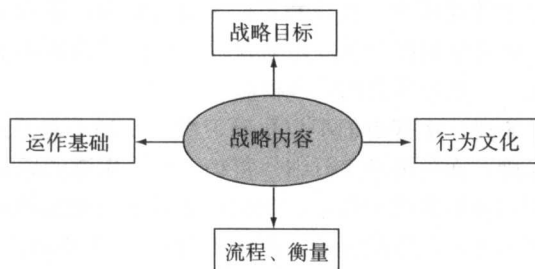 战略目标
运作基础
战略内容
行为文化
流程、衡量